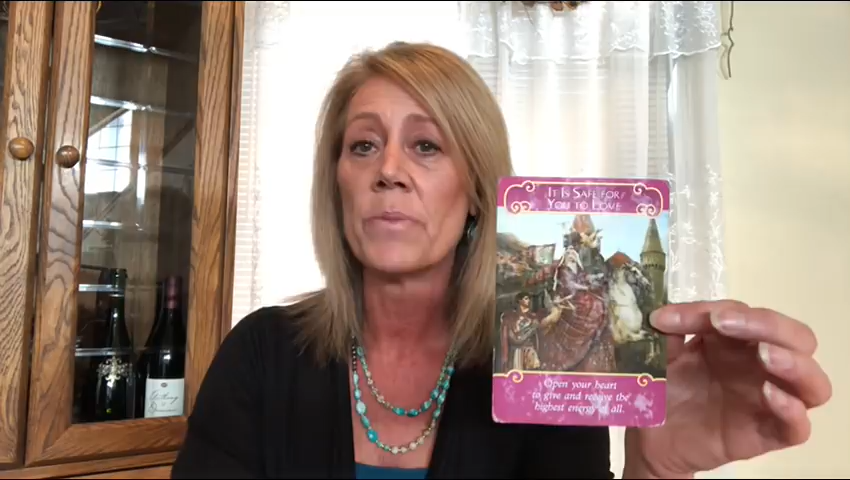 It Is Safe for
You to Love
Open your heart
to give and receive the
highest energy of all.